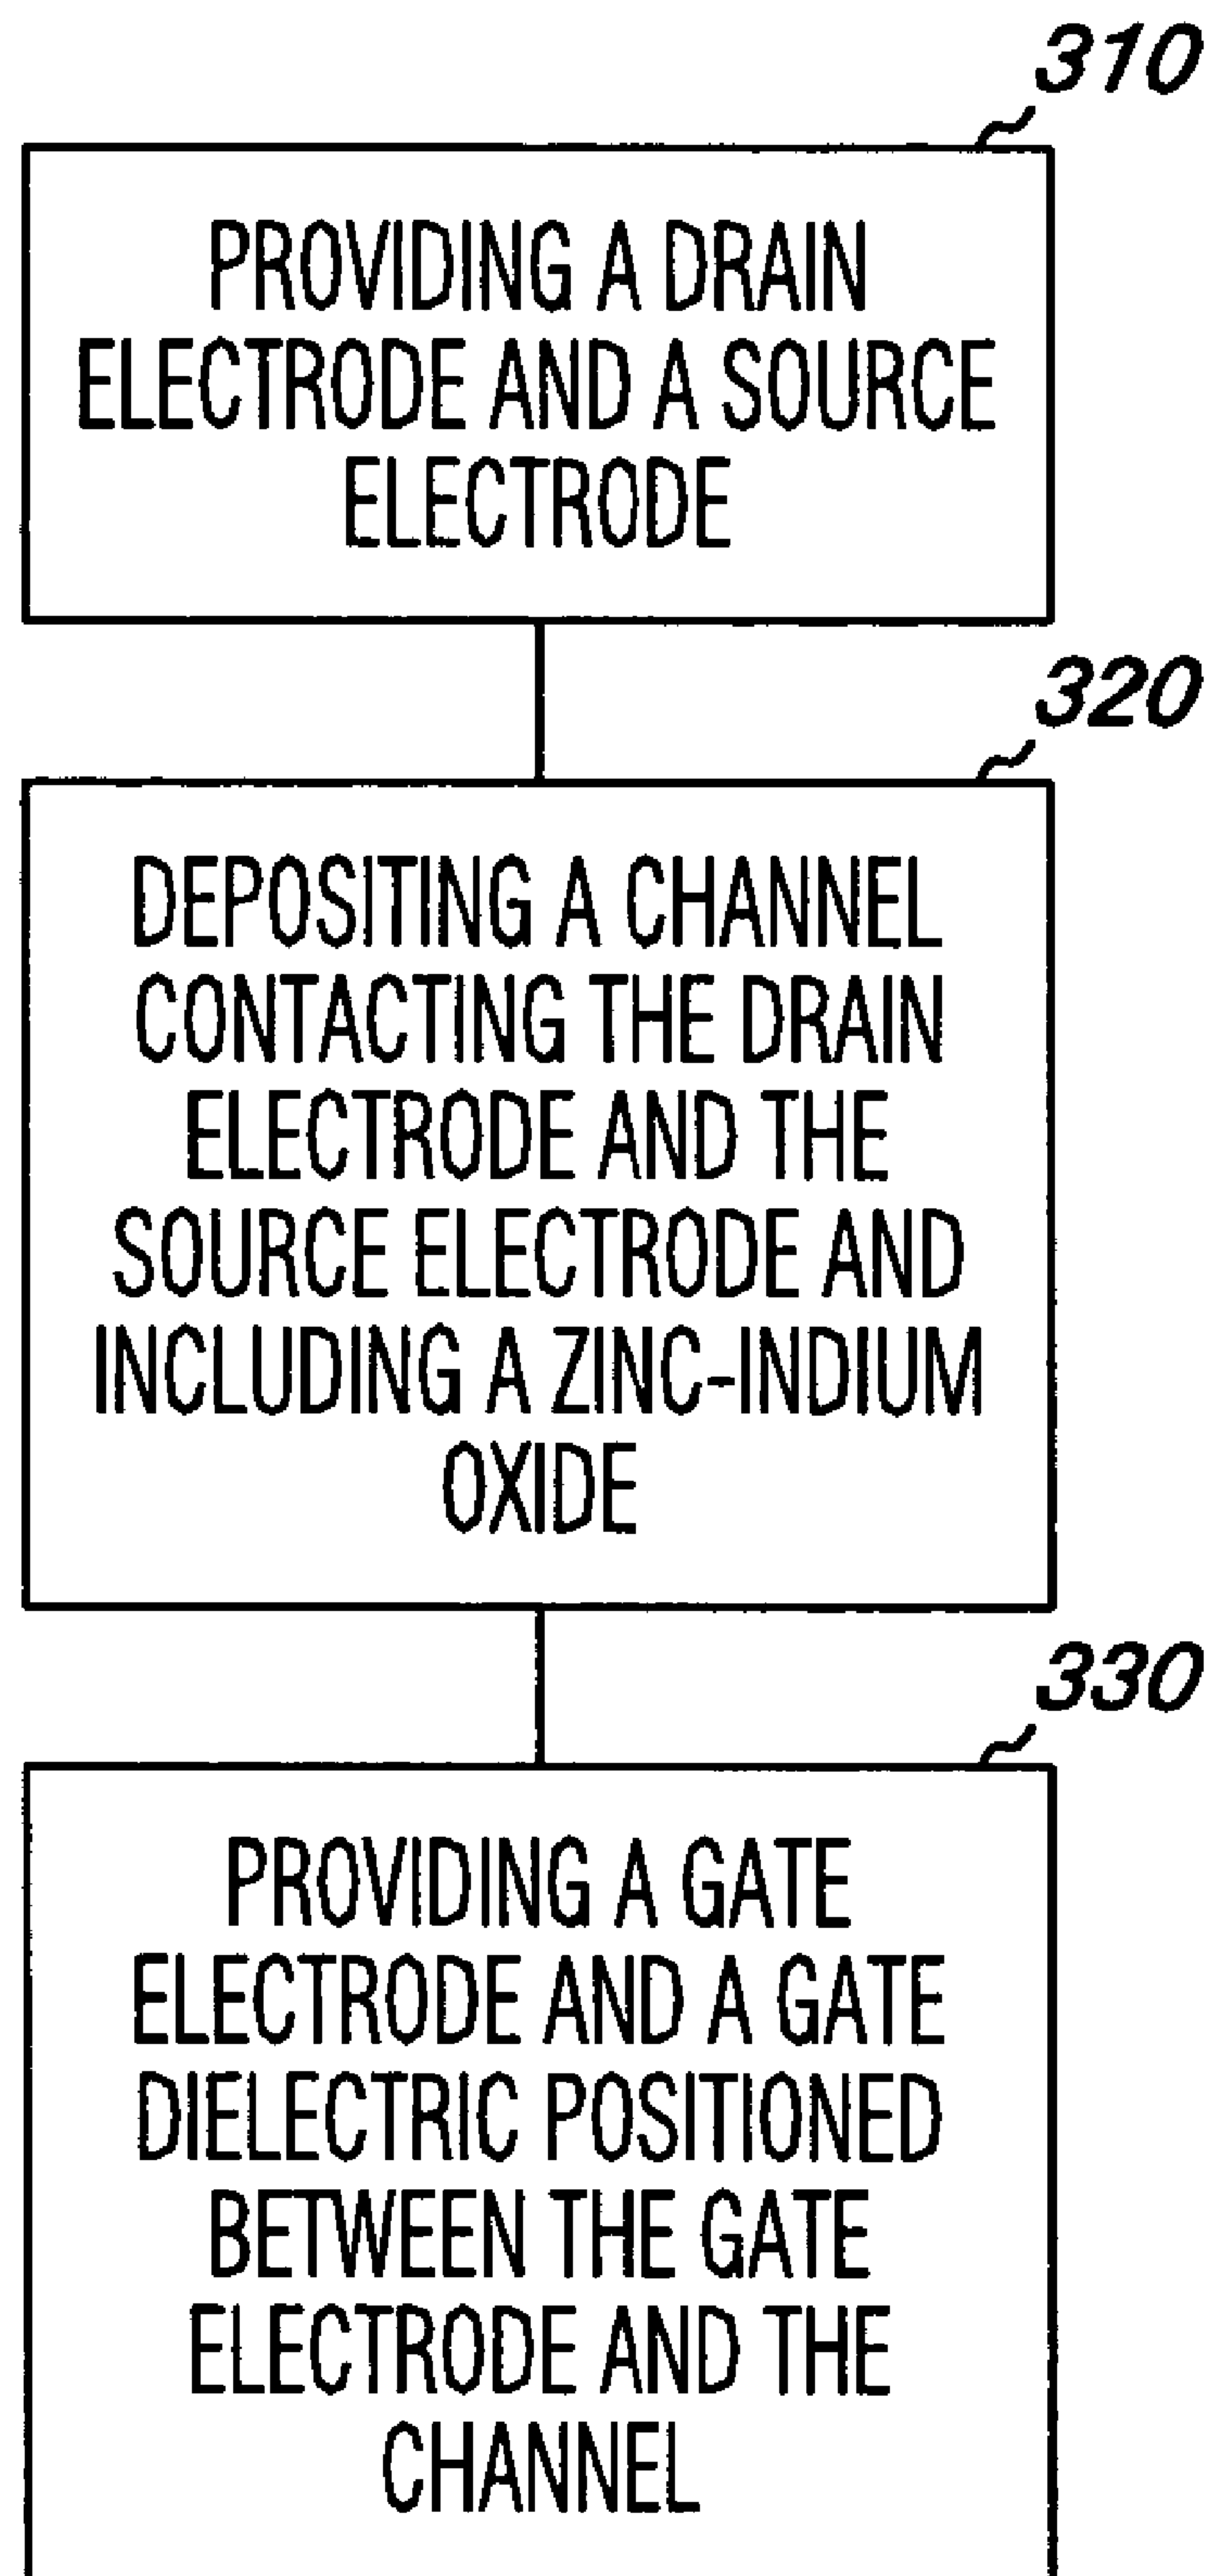 310
PROVIDING A DRAIN
ELECTRODE AND A SOURCE
ELECTRODE
320
DEPOSITING A CHANNEL
CONTACTING THE DRAIN
ELECTRODE AND THE
SOURCE ELECTRODE AND
INCLUDING A ZINC-INDIUM
OXIDE
330
PROVIDING A GATE
ELECTRODE AND A GATE
DIELECTRIC POSITIONED
BETWEEN THE GATE
ELECTRODE AND THE
CHANNEL